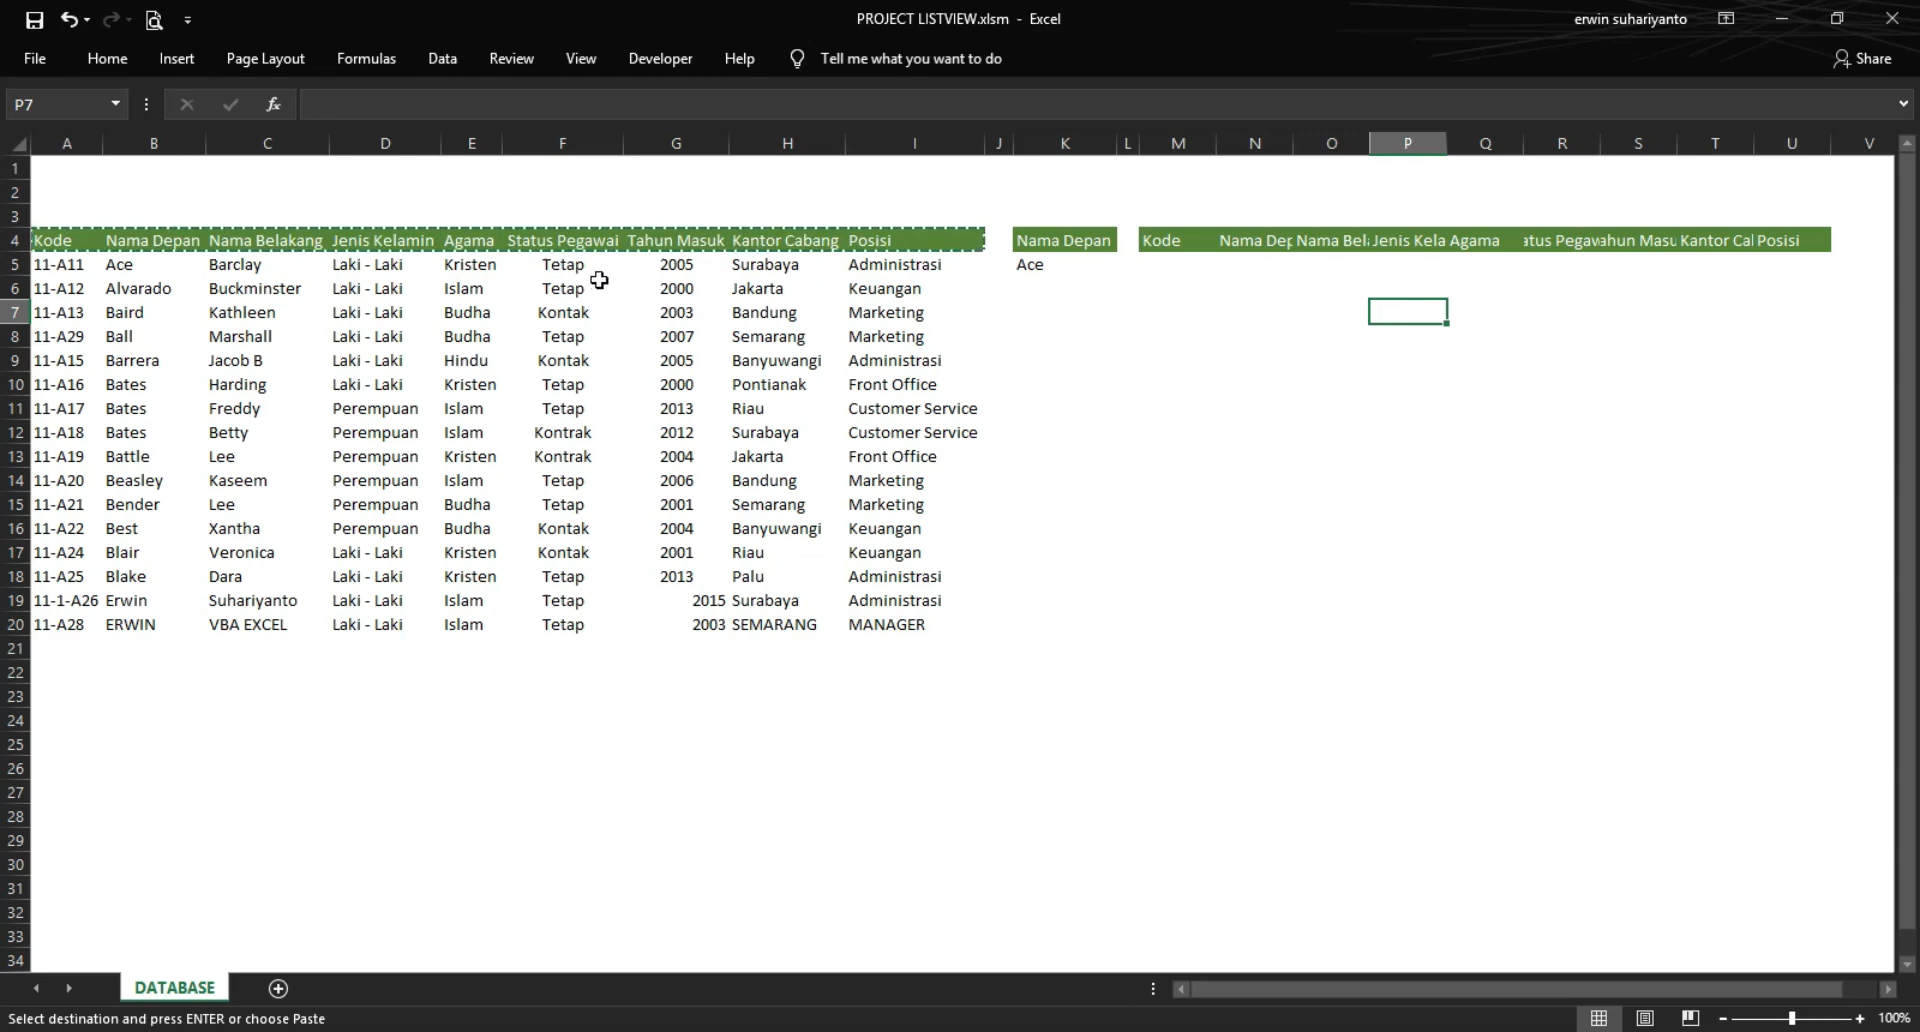 PROJECT LISTVIEW.xlsm - Excel
erwin suhariyanto
File Home Insert Page Layout Formulas Data Review View Developer Help Tell me what you want to do Share
P7 fx
A B C D E F G H I J K L M N O P Q R S T U V
1
2
3
4 Kode Nama Depan Nama Belakang Jenis Kelamin Agama Status Pegawai Tahun Masuk Kantor Cabang Posisi Nama Depan Kode Nama Dep Nama Bela Jenis Kela Agama atus Pegaw ahun Masu Kantor Cal Posisi
5 11-A11 Ace Barclay Laki - Laki Kristen Tetap 2005 Surabaya Administrasi Ace
6 11-A12 Alvarado Buckminster Laki - Laki Islam Tetap 2000 Jakarta Keuangan
7 11-A13 Baird Kathleen Laki - Laki Budha Kontak 2003 Bandung Marketing
8 11-A29 Ball Marshall Laki - Laki Budha Tetap 2007 Semarang Marketing
9 11-A15 Barrera Jacob B Laki - Laki Hindu Kontak 2005 Banyuwangi Administrasi
10 11-A16 Bates Harding Laki - Laki Kristen Tetap 2000 Pontianak Front Office
11 11-A17 Bates Freddy Perempuan Islam Tetap 2013 Riau Customer Service
12 11-A18 Bates Betty Perempuan Islam Kontrak 2012 Surabaya Customer Service
13 11-A19 Battle Lee Perempuan Kristen Kontrak 2004 Jakarta Front Office
14 11-A20 Beasley Kaseem Perempuan Islam Tetap 2006 Bandung Marketing
15 11-A21 Bender Lee Perempuan Budha Tetap 2001 Semarang Marketing
16 11-A22 Best Xantha Perempuan Budha Kontak 2004 Banyuwangi Keuangan
17 11-A24 Blair Veronica Laki - Laki Kristen Kontak 2001 Riau Keuangan
18 11-A25 Blake Dara Laki - Laki Kristen Tetap 2013 Palu Administrasi
19 11-1-A26 Erwin Suhariyanto Laki - Laki Islam Tetap 2015 Surabaya Administrasi
20 11-A28 ERWIN VBA EXCEL Laki - Laki Islam Tetap 2003 SEMARANG MANAGER
21
22
23
24
25
26
27
28
29
30
31
32
33
34
DATABASE
Select destination and press ENTER or choose Paste
100%